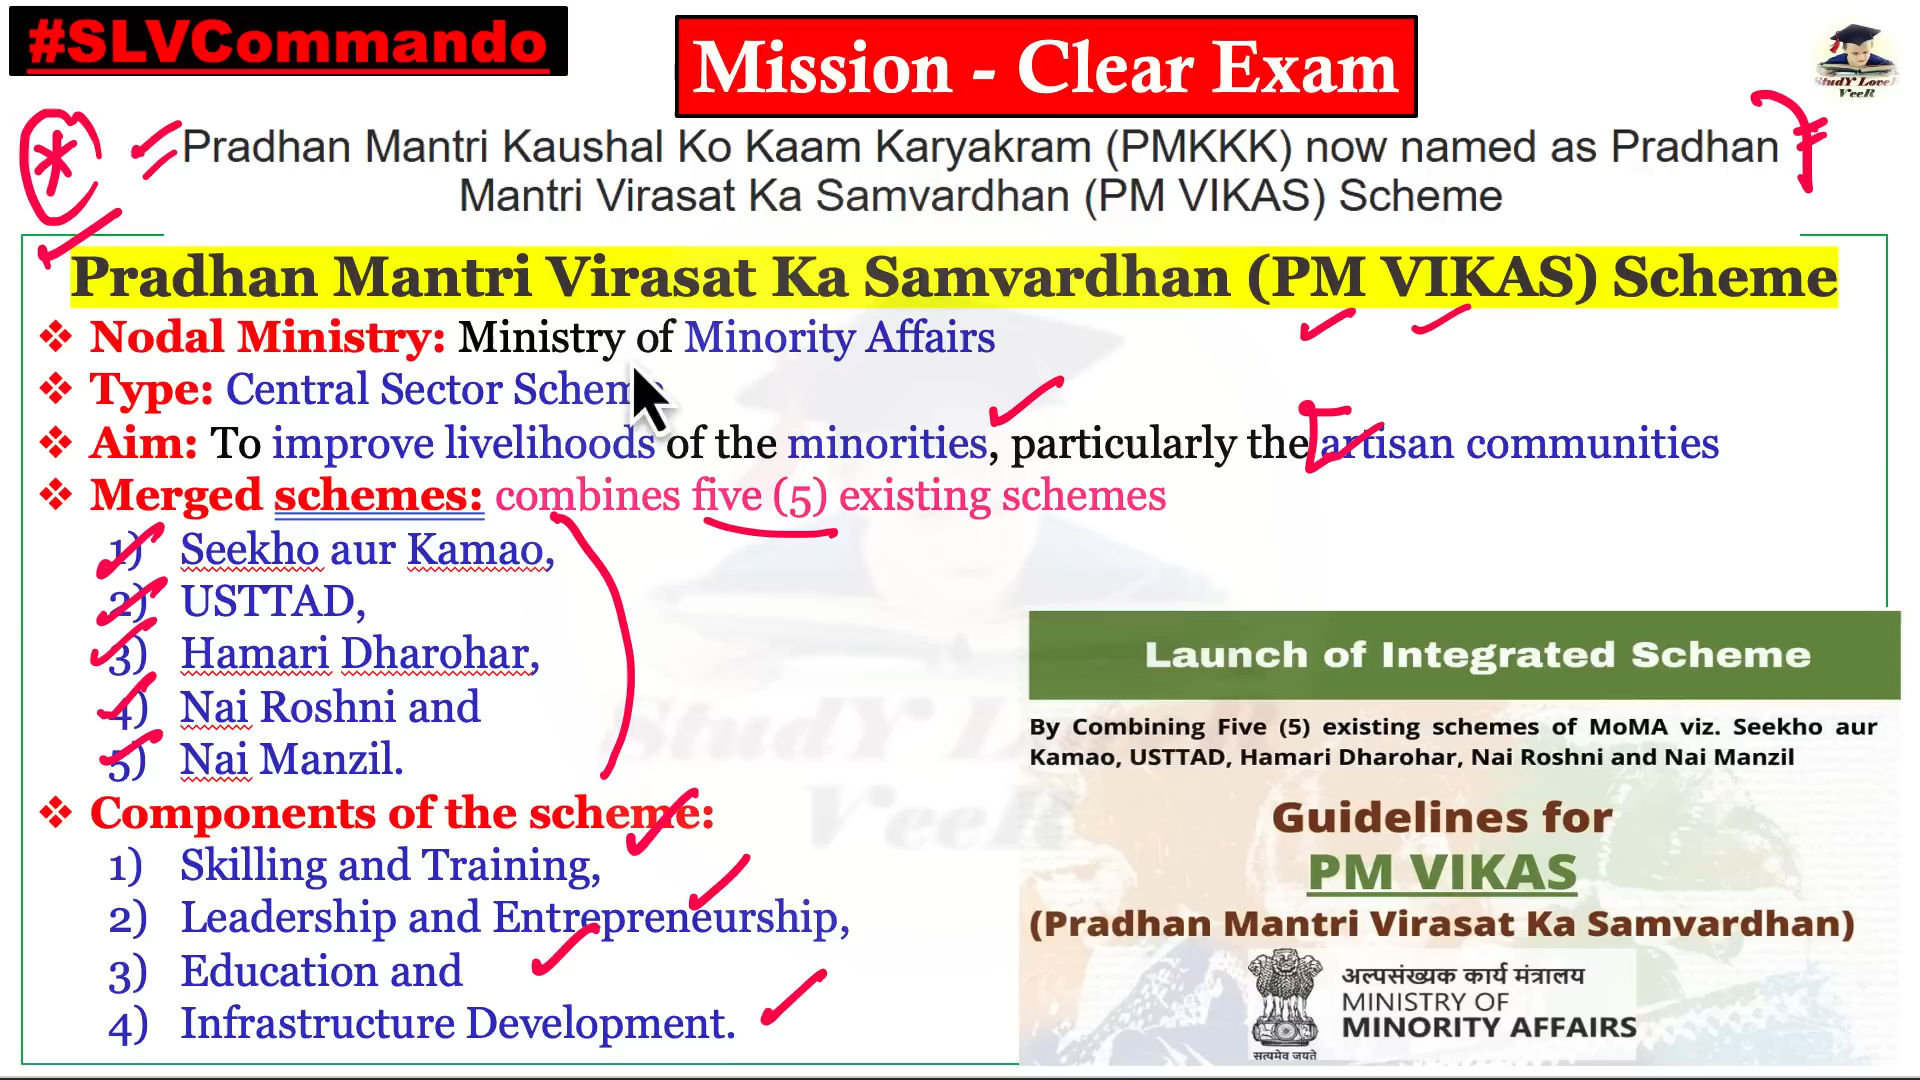 #SLVCommando
Mission - Clear Exam
StudY LoveR
VeeR
Pradhan Mantri Kaushal Ko Kaam Karyakram (PMKKK) now named as Pradhan
Mantri Virasat Ka Samvardhan (PM VIKAS) Scheme
Pradhan Mantri Virasat Ka Samvardhan (PM VIKAS) Scheme
❖ Nodal Ministry: Ministry of Minority Affairs
❖ Type: Central Sector Scheme
❖ Aim: To improve livelihoods of the minorities, particularly the artisan communities
❖ Merged schemes: combines five (5) existing schemes
1) Seekho aur Kamao,
2) USTTAD,
3) Hamari Dharohar,
4) Nai Roshni and
5) Nai Manzil.
❖ Components of the scheme:
1) Skilling and Training,
2) Leadership and Entrepreneurship,
3) Education and
4) Infrastructure Development.
StudY LoveR
VeeR
Launch of Integrated Scheme
By Combining Five (5) existing schemes of MoMA viz. Seekho aur
Kamao, USTTAD, Hamari Dharohar, Nai Roshni and Nai Manzil
Guidelines for
PM VIKAS
(Pradhan Mantri Virasat Ka Samvardhan)
अल्पसंख्यक कार्य मंत्रालय
MINISTRY OF
MINORITY AFFAIRS
सत्यमेव जयते